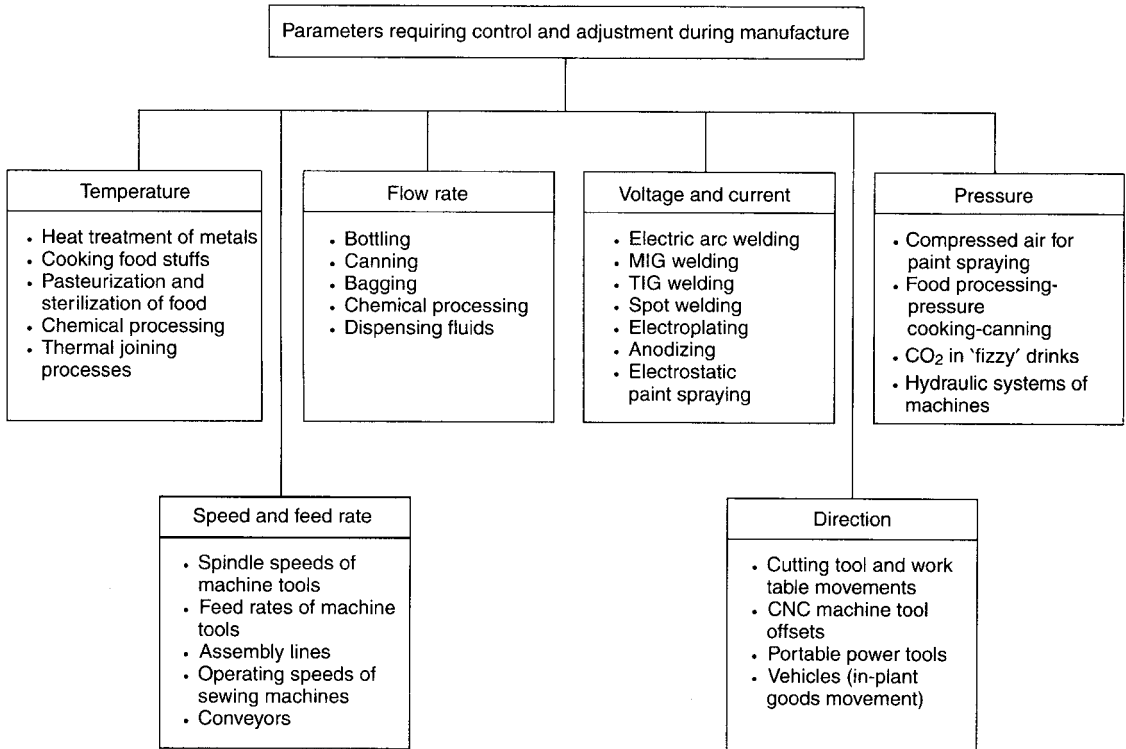 Parameters requiring control and adjustment during manufacture
Temperature
• Heat treatment of metals
• Cooking food stuffs
• Pasteurization and
sterilization of food
• Chemical processing
• Thermal joining
processes
Flow rate
• Bottling
• Canning
• Bagging
• Chemical processing
• Dispensing fluids
Voltage and current
• Electric arc welding
• MIG welding
• TIG welding
• Spot welding
• Electroplating
• Anodizing
• Electrostatic
paint spraying
Pressure
• Compressed air for
paint spraying
• Food processing-
pressure
cooking-canning
• CO₂ in ‘fizzy’ drinks
• Hydraulic systems of
machines
Speed and feed rate
• Spindle speeds of
machine tools
• Feed rates of machine
tools
• Assembly lines
• Operating speeds of
sewing machines
• Conveyors
Direction
• Cutting tool and work
table movements
• CNC machine tool
offsets
• Portable power tools
• Vehicles (in-plant
goods movement)